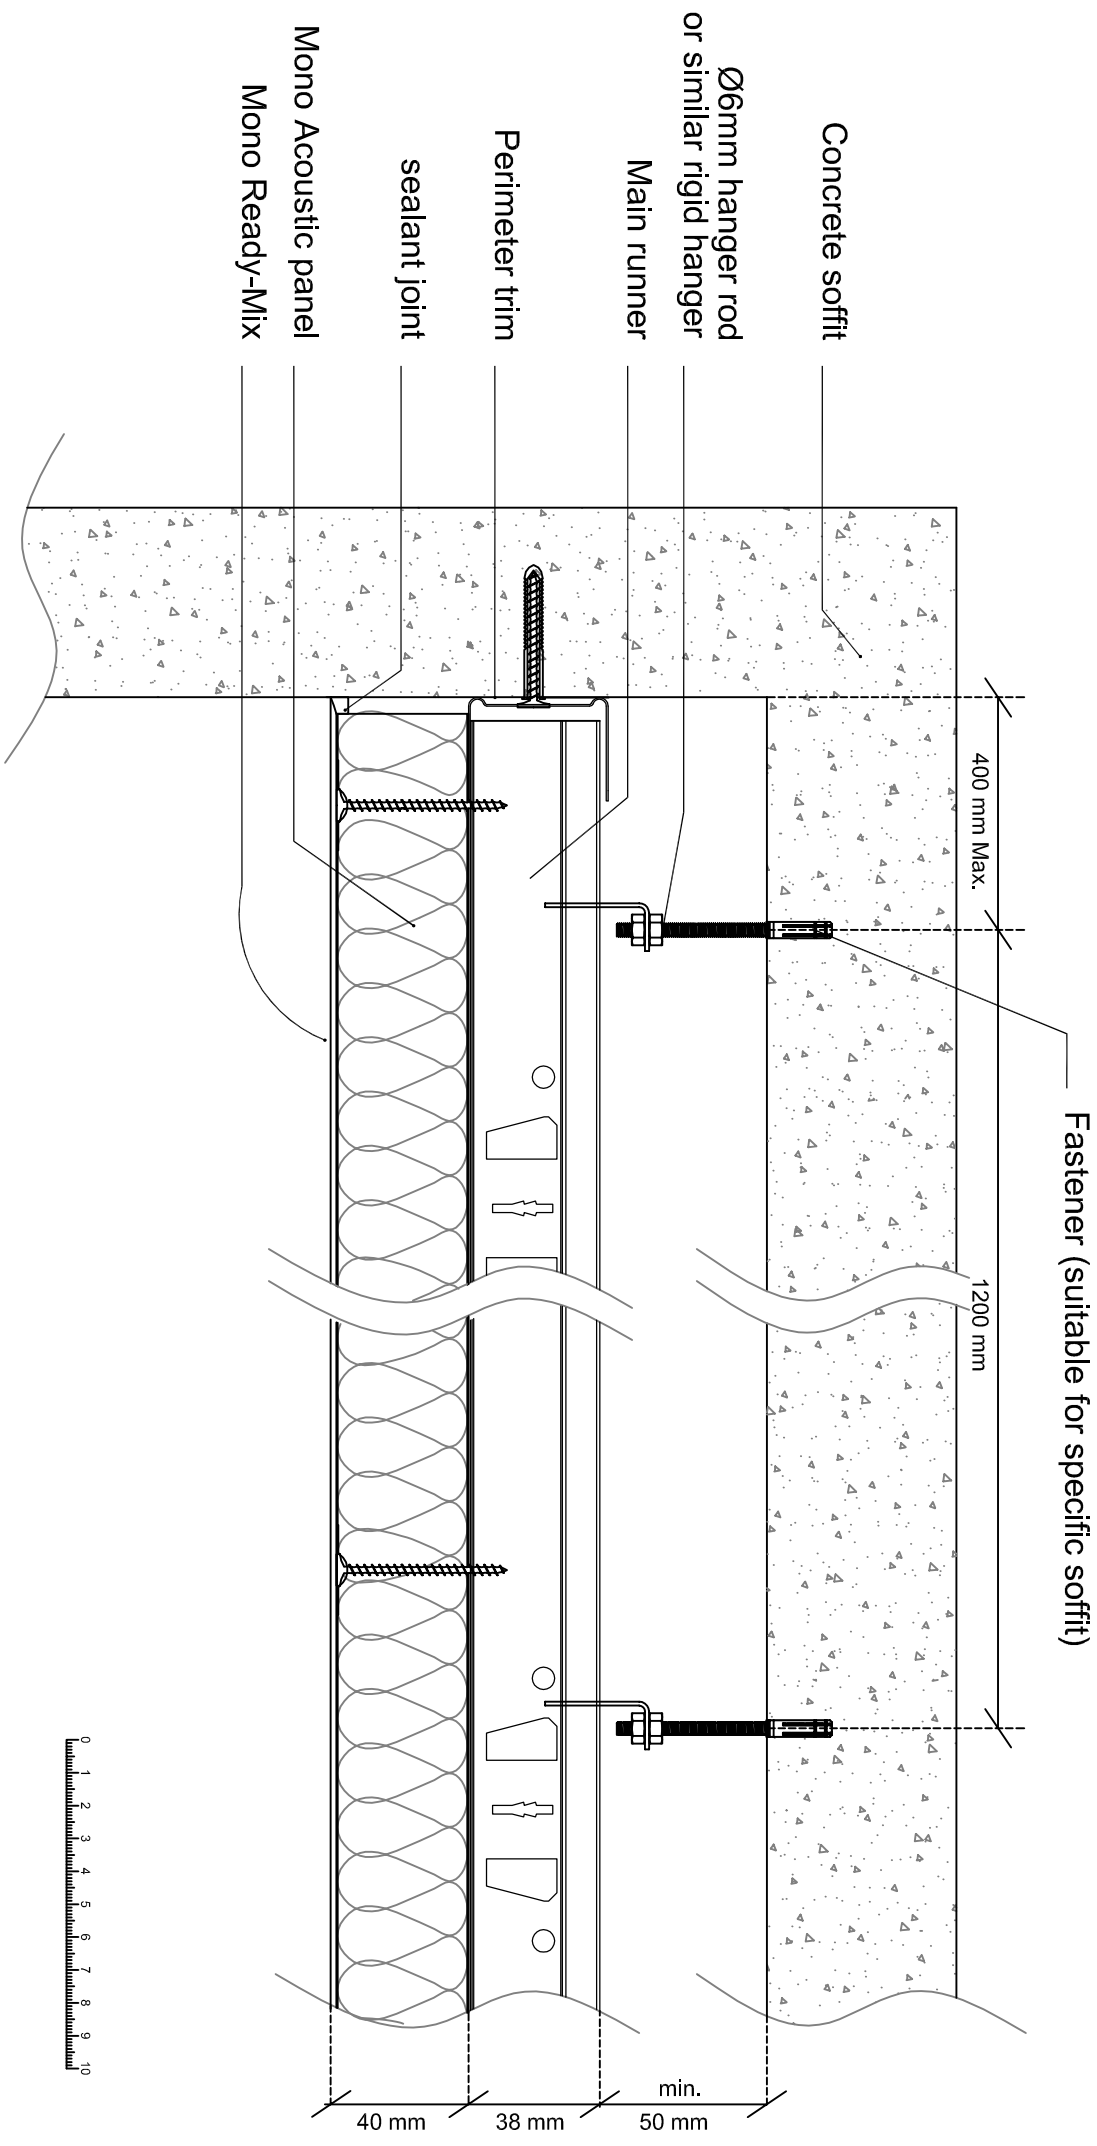 Fastener (suitable for specific soffit)
400 mm Max.
1200 mm
Concrete soffit
Ø6mm hanger rod
or similar rigid hanger
Main runner
Perimeter trim
sealant joint
Mono Acoustic panel
Mono Ready-Mix
min.
50 mm
38 mm
40 mm
0 1 2 3 4 5 6 7 8 9 10